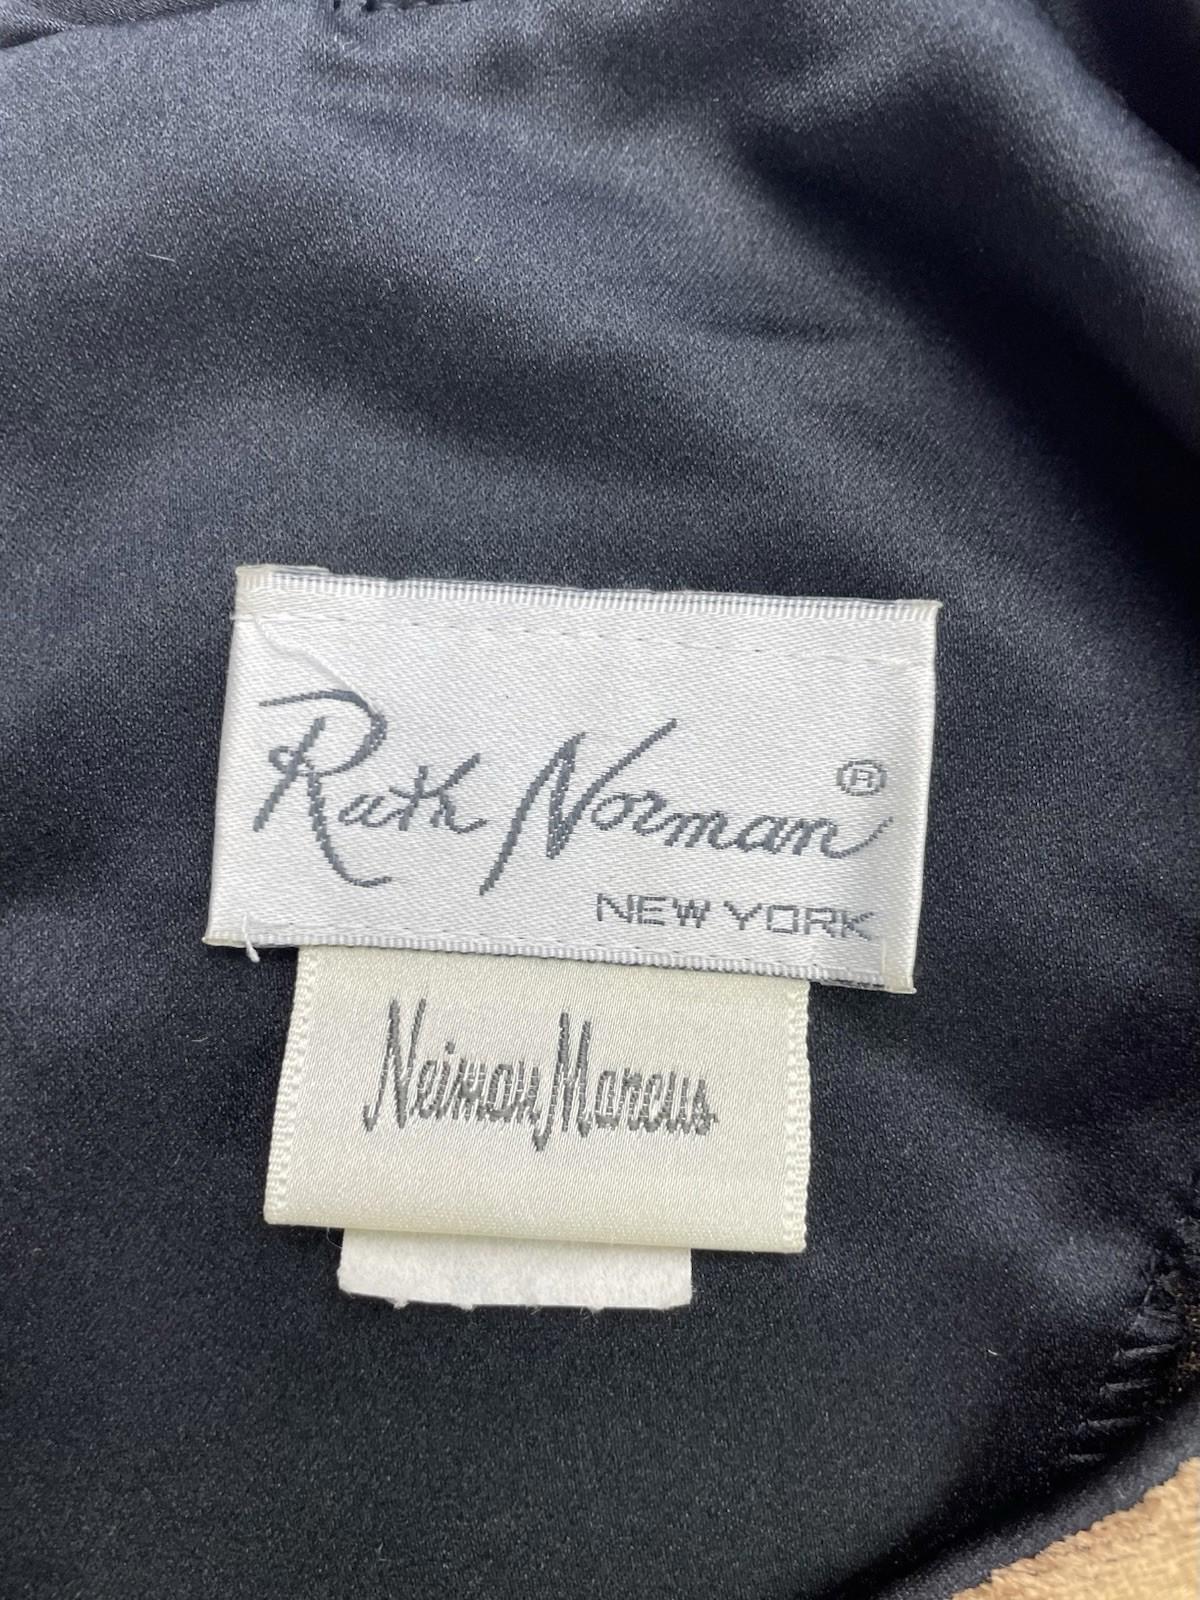 Ruth Norman ®
NEW YORK
Neiman Marcus